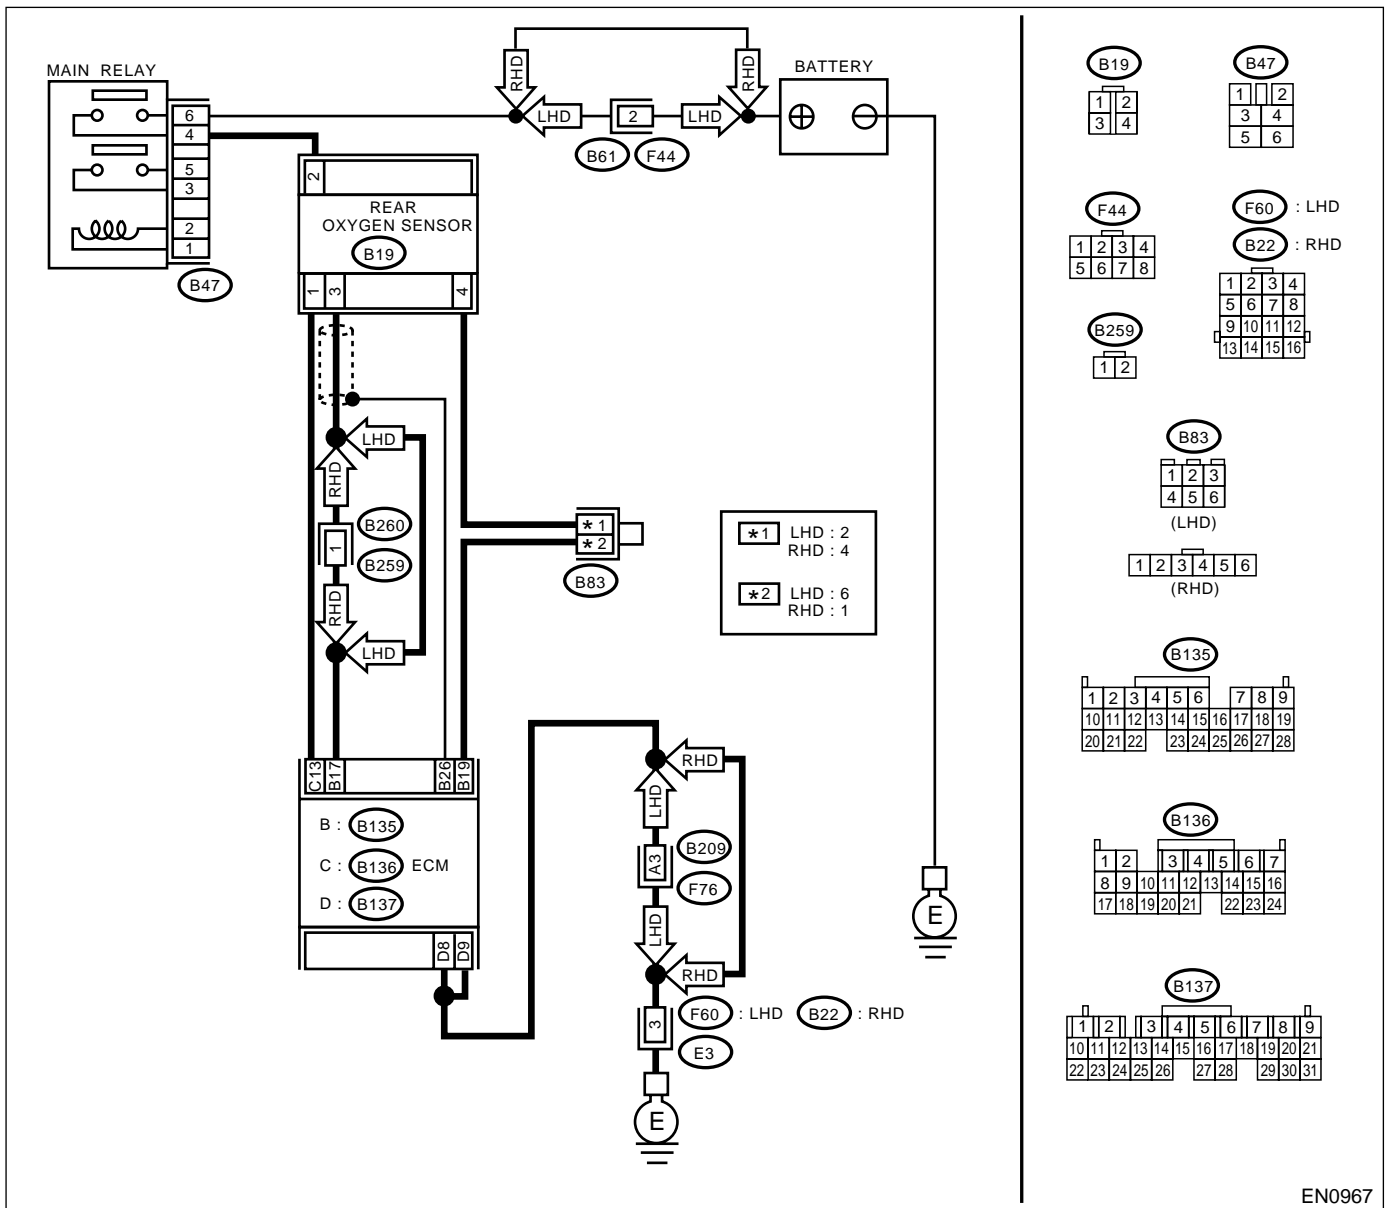 MAIN RELAY
6
4
5
3
2
1
B47
RHD
RHD
LHD
2
LHD
B61
F44
BATTERY
2
REAR
OXYGEN SENSOR
B19
1
3
4
LHD
RHD
B260
1
B259
RHD
LHD
*1
*2
B83
*1 LHD : 2
RHD : 4
*2 LHD : 6
RHD : 1
C13
B17
B26
B19
B : B135
C : B136 ECM
D : B137
D8
D9
RHD
LHD
B209
A3
F76
LHD
RHD
3
F60 : LHD B22 : RHD
E3
E
E
B19
1 2
3 4
B47
1 2
3 4
5 6
F44
1 2 3 4
5 6 7 8
F60 : LHD
B22 : RHD
1 2 3 4
5 6 7 8
9 10 11 12
13 14 15 16
B259
1 2
B83
1 2 3
4 5 6
(LHD)
1 2 3 4 5 6
(RHD)
B135
1 2 3 4 5 6 7 8 9
10 11 12 13 14 15 16 17 18 19
20 21 22 23 24 25 26 27 28
B136
1 2 3 4 5 6 7
8 9 10 11 12 13 14 15 16
17 18 19 20 21 22 23 24
B137
1 2 3 4 5 6 7 8 9
10 11 12 13 14 15 16 17 18 19 20 21
22 23 24 25 26 27 28 29 30 31
EN0967